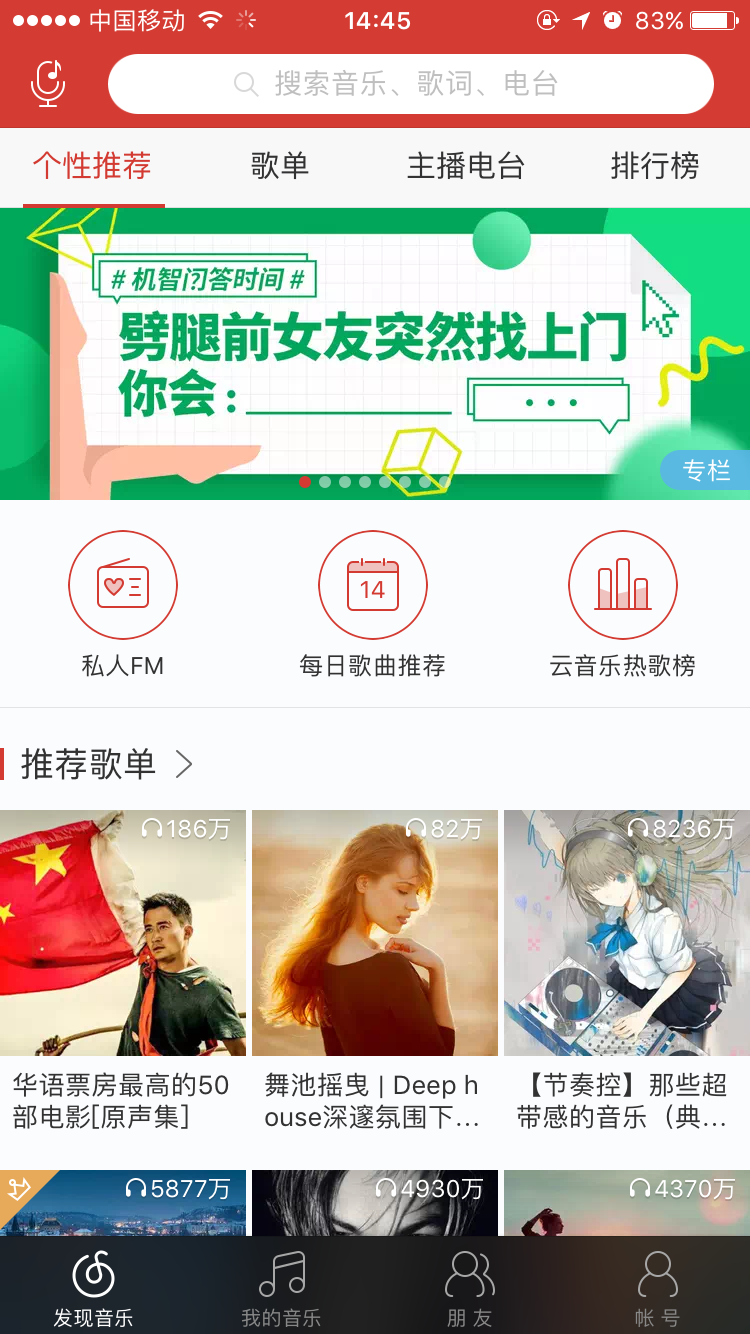 中国移动 14:45 83%
搜索音乐、歌词、电台
个性推荐 歌单 主播电台 排行榜
#机智问答时间#
劈腿前女友突然找上门
你会:
专栏
14
私人FM 每日歌曲推荐 云音乐热歌榜
推荐歌单
186万 82万 8236万
华语票房最高的50 舞池摇曳 | Deep h 【节奏控】那些超
部电影[原声集] ouse深邃氛围下... 带感的音乐（典...
5877万 4930万 4370万
发现音乐 我的音乐 朋友 帐号